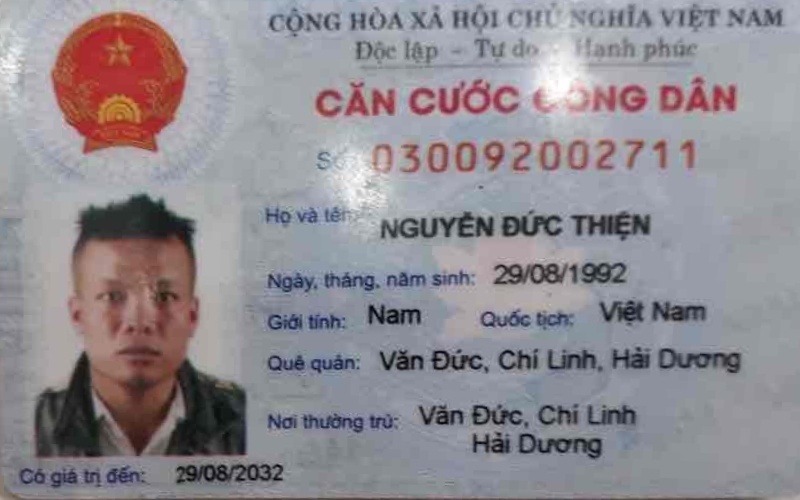 CỘNG HÒA XÃ HỘI CHỦ NGHĨA VIỆT NAM
Độc lập - Tự do - Hạnh phúc
CĂN CƯỚC CÔNG DÂN
Số 030092002711
Họ và tên: NGUYỄN ĐỨC THIỆN
Ngày, tháng, năm sinh: 29/08/1992
Giới tính: Nam Quốc tịch: Việt Nam
Quê quán: Văn Đức, Chí Linh, Hải Dương
Nơi thường trú: Văn Đức, Chí Linh
Hải Dương
Có giá trị đến: 29/08/2032